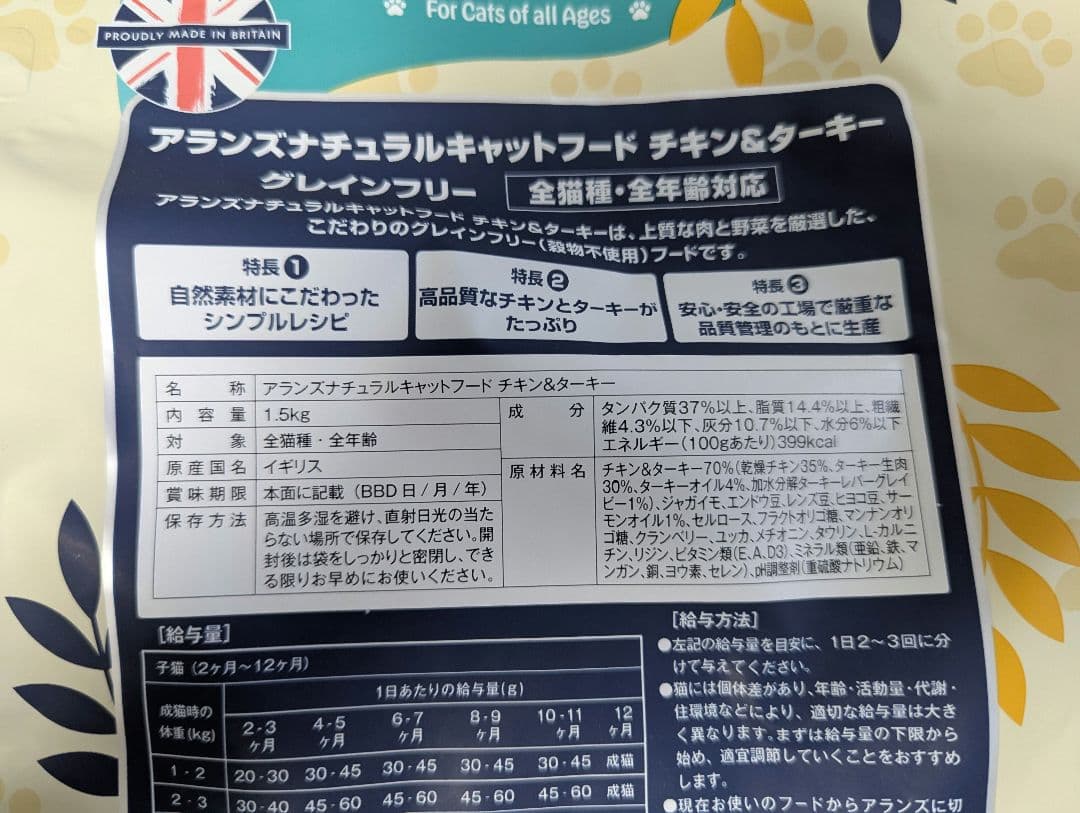 For Cats of all Ages
PROUDLY MADE IN BRITAIN
アランズナチュラルキャットフード チキン&ターキー
グレインフリー 全猫種・全年齢対応
アランズナチュラルキャットフード チキン&ターキーは、上質な肉と野菜を厳選した、
こだわりのグレインフリー(穀物不使用)フードです。
特長1
自然素材にこだわった
シンプルレシピ
特長2
高品質なチキンとターキーが
たっぷり
特長3
安心・安全の工場で厳重な
品質管理のもとに生産
名称 アランズナチュラルキャットフード チキン&ターキー
内容量 1.5kg
対象 全猫種・全年齢
原産国名 イギリス
賞味期限 本面に記載(BBD 日/月/年)
保存方法 高温多湿を避け、直射日光の当た
らない場所で保存してください。開
封後は袋をしっかりと密閉し、でき
る限りお早めにお使いください。
成分 タンパク質37%以上、脂質14.4%以上、粗繊
維4.3%以下、灰分10.7%以下、水分6%以下
エネルギー(100gあたり)399kcal
原材料名 チキン&ターキー70%(乾燥チキン35%、ターキー生肉
30%、ターキーオイル4%、加水分解ターキーレバーグレイ
ビー1%)、ジャガイモ、エンドウ豆、レンズ豆、ヒヨコ豆、サー
モンオイル1%、セルロース、フラクトオリゴ糖、マンナンオリ
ゴ糖、クランベリー、ユッカ、メチオニン、タウリン、L-カルニ
チン、リジン、ビタミン類(E、A、D3)、ミネラル類(亜鉛、鉄、マ
ンガン、銅、ヨウ素、セレン)、pH調整剤(重硫酸ナトリウム)
[給与量]
子猫(2ヶ月~12ヶ月)
成猫時の
体重(kg)
1日あたりの給与量(g)
2-3
ヶ月
4-5
ヶ月
6-7
ヶ月
8-9
ヶ月
10-11
ヶ月
12
ヶ月
1-2 20-30 30-45 30-45 30-45 30-45 成猫
2-3 30-40 45-60 45-60 45-60 45-60 成猫
[給与方法]
●左記の給与量を目安に、1日2~3回に分
けて与えてください。
●猫には個体差があり、年齢・活動量・代謝・
住環境などにより、適切な給与量は大き
く異なります。まずは給与量の下限から
始め、適宜調節していくことをおすすめ
します。
●現在お使いのフードからアランズに切